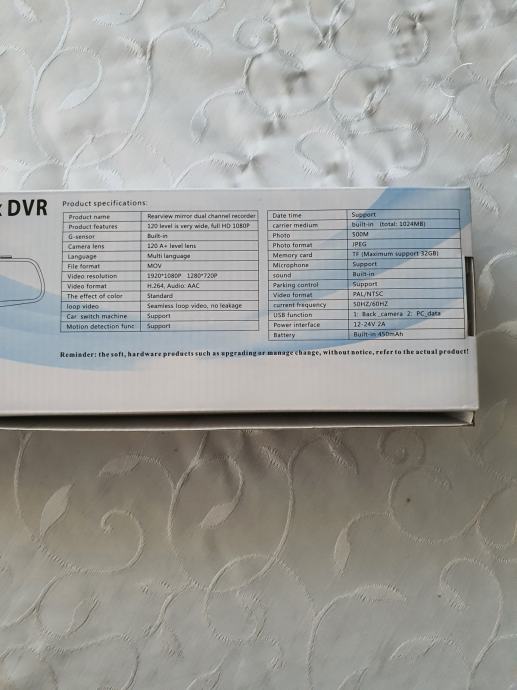 DVR
Product specifications:
Product name Rearview mirror dual channel recorder
Product features 120 level is very wide, full HD 1080P
G-sensor Built-in
Camera lens 120 A+ level lens
Language Multi language
File format MOV
Video resolution 1920*1080P 1280*720P
Video format H.264, Audio: AAC
The effect of color Standard
loop video Seamless loop video, no leakage
Car switch machine Support
Motion detection func Support
Date time Support
carrier medium built-in (total: 1024MB)
Photo 500M
Photo format JPEG
Memory card TF (Maximum support 32GB)
Microphone Support
sound Built-in
Parking control Support
Video format PAL/NTSC
current frequency 50HZ/60HZ
USB function 1: Back_camera 2: PC_data
Power interface 12-24V 2A
Battery Built-in 450mAh
Reminder: the soft, hardware products such as upgrading or manage change, without notice, refer to the actual product!